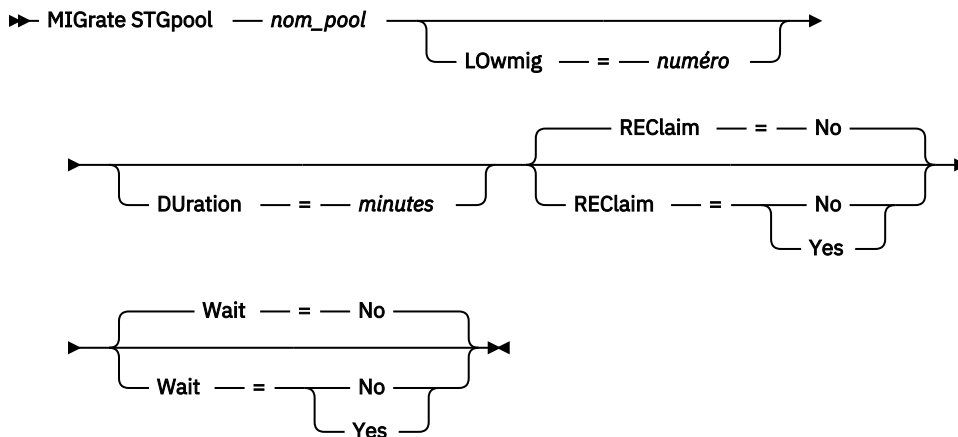 MIGrate STGpool — nom_pool
LOwmig — = — numéro
REClaim — = — No
DUration — = — minutes
REClaim — = No
Yes
Wait — = — No
Wait — = No
Yes